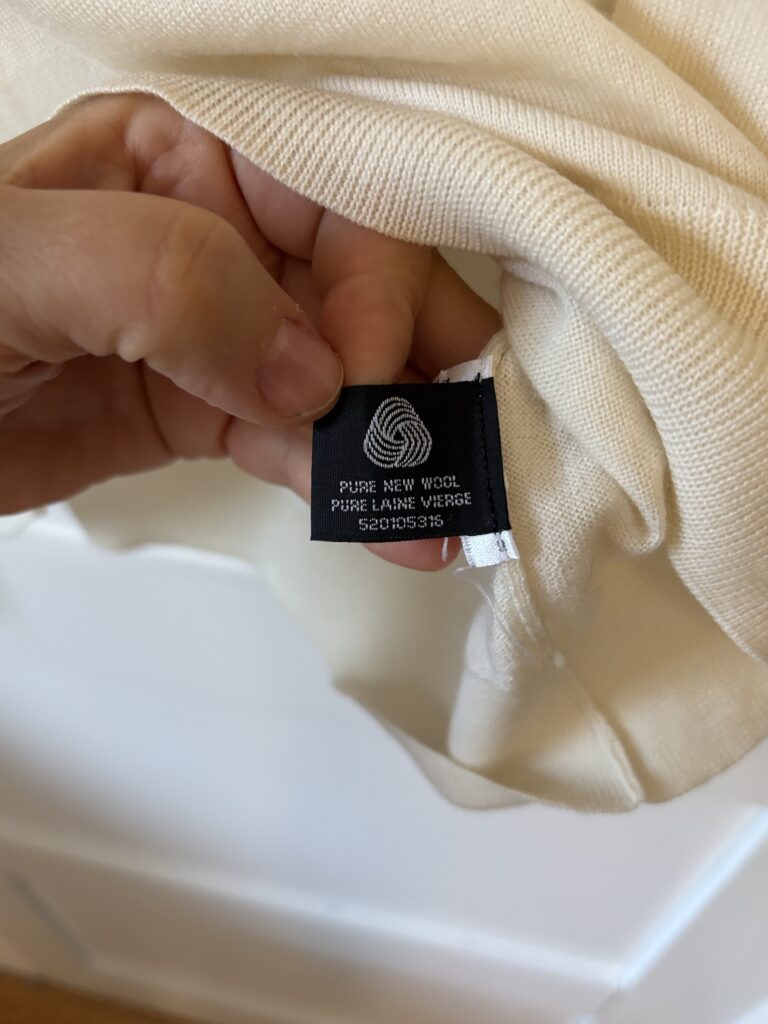 PURE NEW WOOL
PURE LAINE VIERGE
520105316